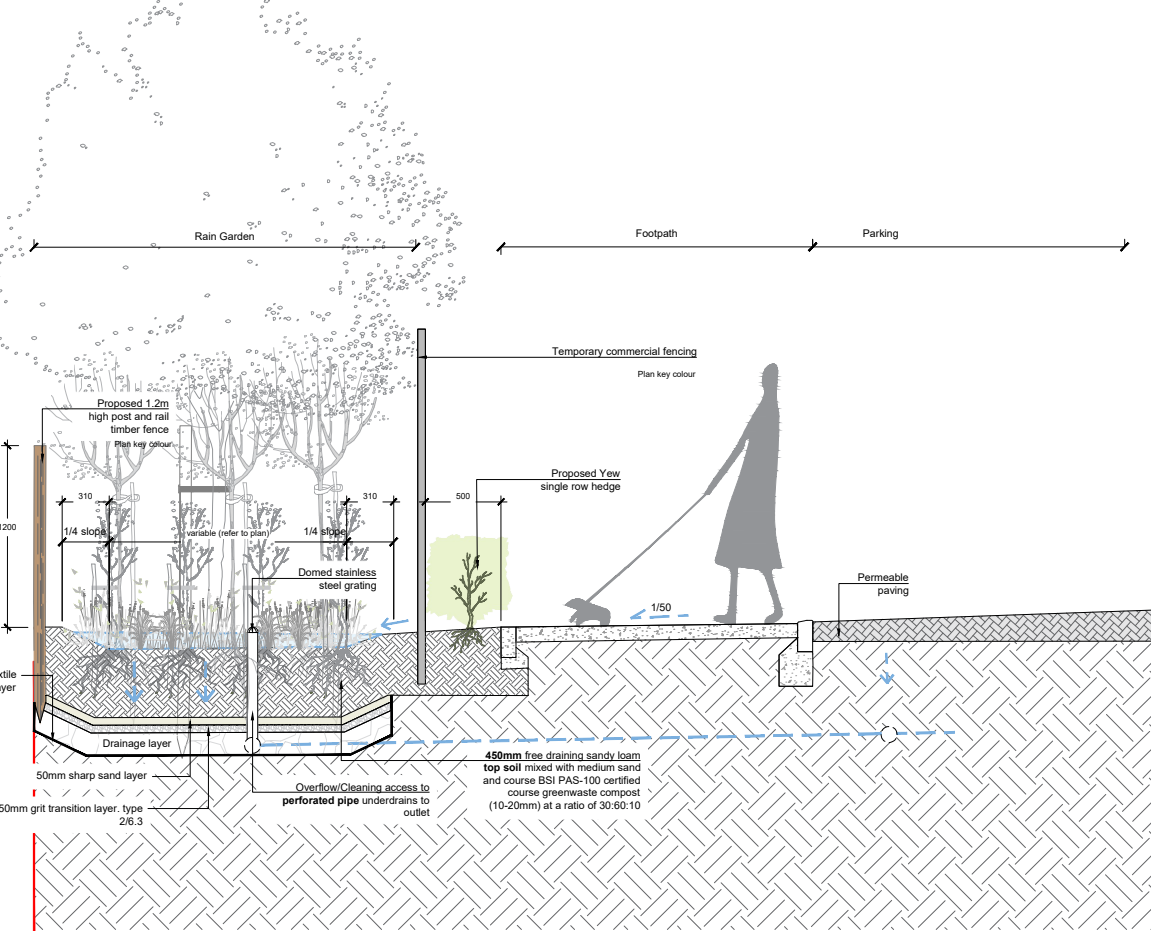 Rain Garden
Footpath
Parking
Temporary commercial fencing
Plan key colour
Proposed 1.2m
high post and rail
timber fence
Plan key colour
Proposed Yew
single row hedge
310
310
500
1200
1/4 slope
variable (refer to plan)
1/4 slope
Domed stainless
steel grating
Permeable
paving
1/50
Drainage layer
50mm sharp sand layer
50mm grit transition layer. type
2/6.3
Overflow/Cleaning access to
perforated pipe underdrains to
outlet
450mm free draining sandy loam
top soil mixed with medium sand
and course BSI PAS-100 certified
course greenwaste compost
(10-20mm) at a ratio of 30:60:10